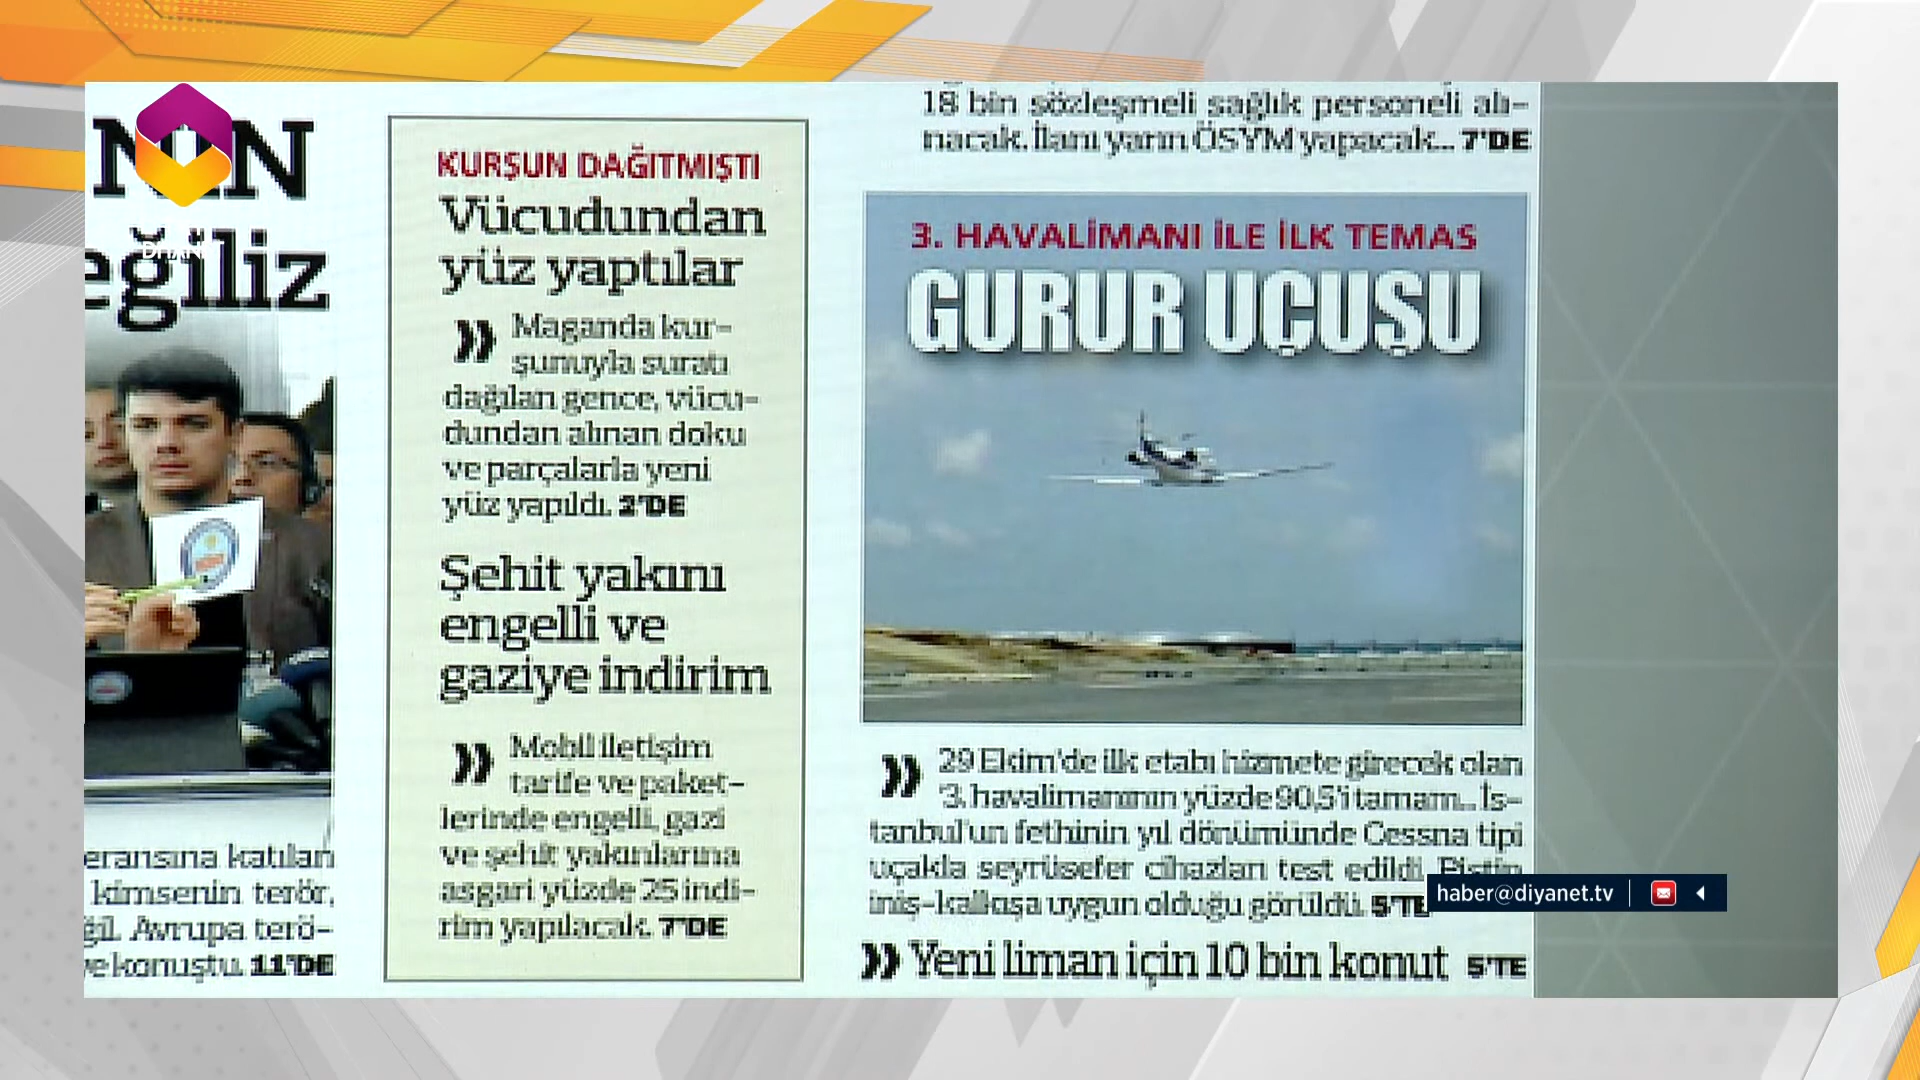 NIN
eğiliz
eransına katılan
kimsenin terör,
ğil. Avrupa terö-
ve konuştu. 11'DE
KURŞUN DAĞITMIŞTI
Vücudundan
yüz yaptılar
Maganda kur-
şunuyla suratı
dağılan gence, vücu-
dundan alınan doku
ve parçalarla yeni
yüz yapıldı. 2'DE
Şehit yakını
engelli ve
gaziye indirim
Mobil iletişim
tarife ve paket-
lerinde engelli, gazi
ve şehit yakınlarına
asgari yüzde 25 indi-
rim yapılacak. 7'DE
18 bin sözleşmeli sağlık personeli alı-
nacak. İlanı yarın ÖSYM yapacak... 7'DE
3. HAVALİMANI İLE İLK TEMAS
GURUR UÇUŞU
29 Ekim'de ilk etabı hizmete girecek olan
3. havalimanının yüzde 90,5'i tamam... İs-
tanbul'un fethinin yıl dönümünde Cessna tipi
uçakla seyrüsefer cihazları test edildi. Pistin
iniş-kalkışa uygun olduğu görüldü. 5'TE
Yeni liman için 10 bin konut 5'TE
haber@diyanet.tv